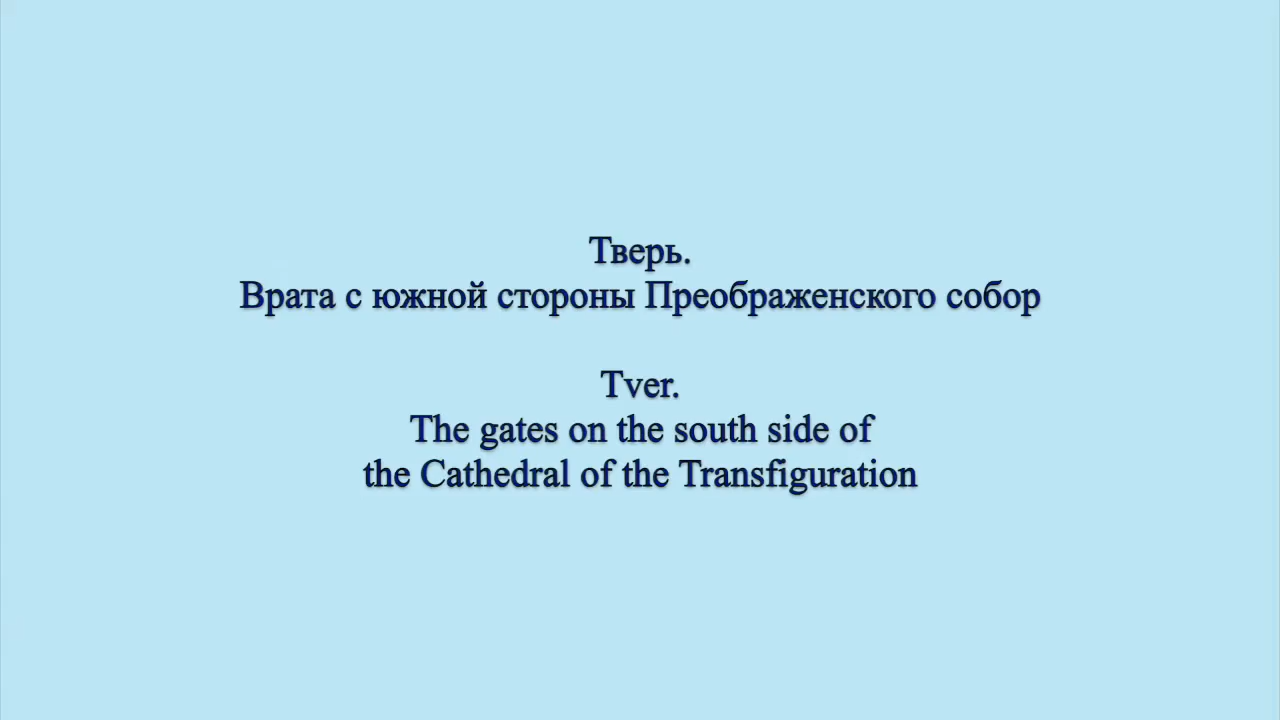 Тверь.
Врата с южной стороны Преображенского собор
Tver.
The gates on the south side of
the Cathedral of the Transfiguration